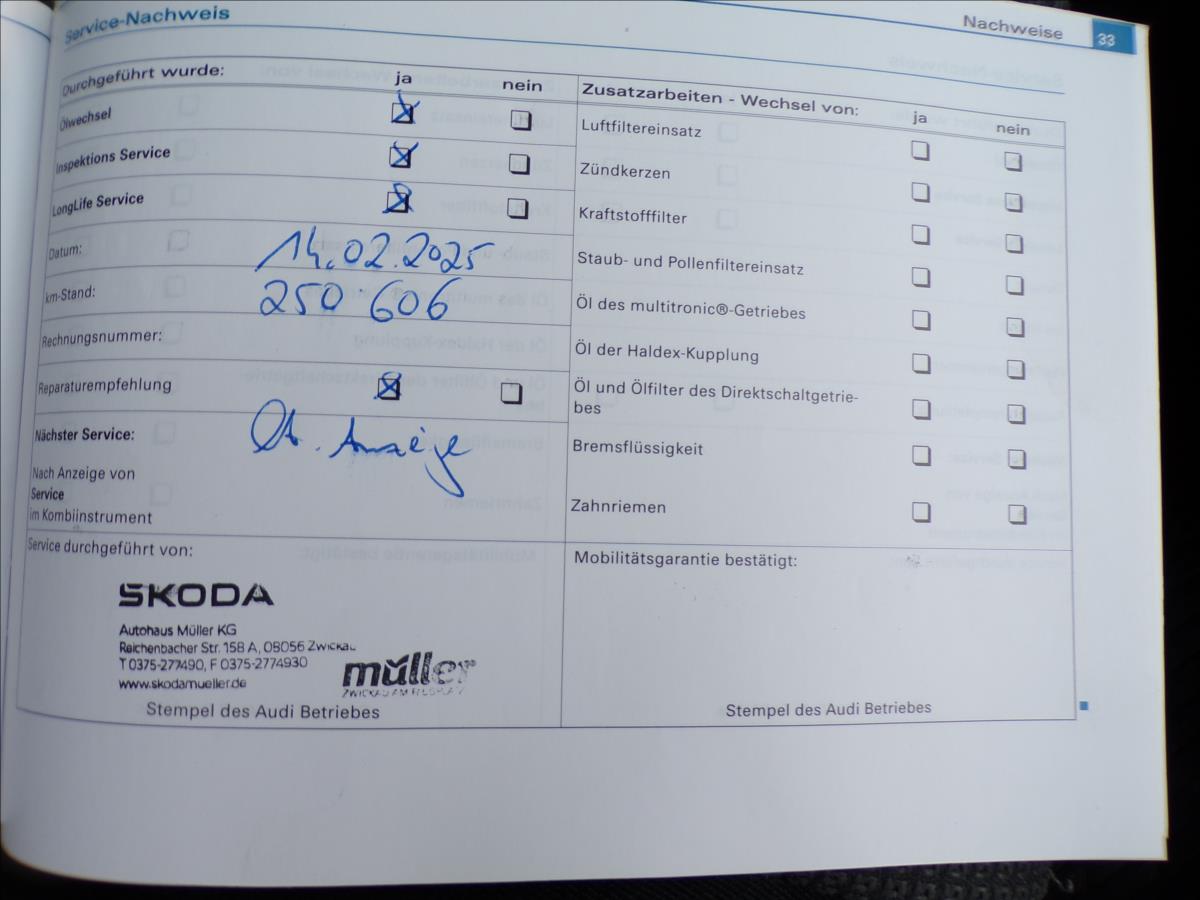 Service-Nachweis
Nachweise 33
Durchgeführt wurde: ja nein
Ölwechsel
Inspektions Service
LongLife Service
Datum: 14.02.2025
km-Stand: 250 606
Rechnungsnummer:
Reparaturempfehlung
Nächster Service: Anzeige
Nach Anzeige von
Service
im Kombiinstrument
Service durchgeführt von:
SKODA
Autohaus Müller KG
Reichenbacher Str. 158 A, 08056 Zwickau
T 0375-277490, F 0375-2774930
www.skodamueller.de
müller
Stempel des Audi Betriebes
Zusatzarbeiten - Wechsel von: ja nein
Luftfiltereinsatz
Zündkerzen
Kraftstofffilter
Staub- und Pollenfiltereinsatz
Öl des multitronic®-Getriebes
Öl der Haldex-Kupplung
Öl und Ölfilter des Direktschaltgetrie-
bes
Bremsflüssigkeit
Zahnriemen
Mobilitätsgarantie bestätigt:
Stempel des Audi Betriebes